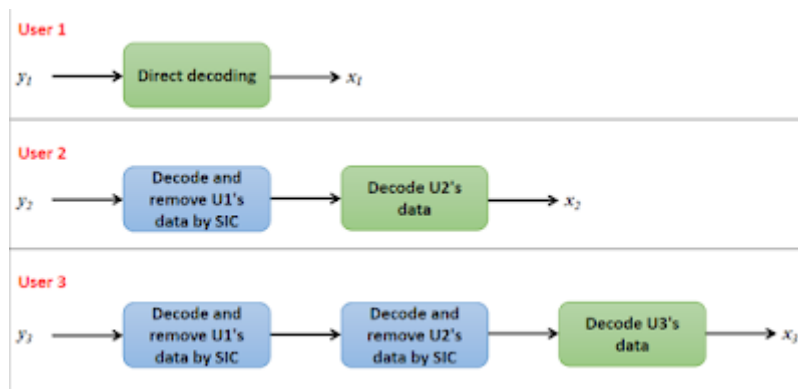 User 1
y1
Direct decoding
x1
User 2
y2
Decode and
remove U1's
data by SIC
Decode U2's
data
x2
User 3
y3
Decode and
remove U1's
data by SIC
Decode and
remove U2's
data by SIC
Decode U3's
data
x3